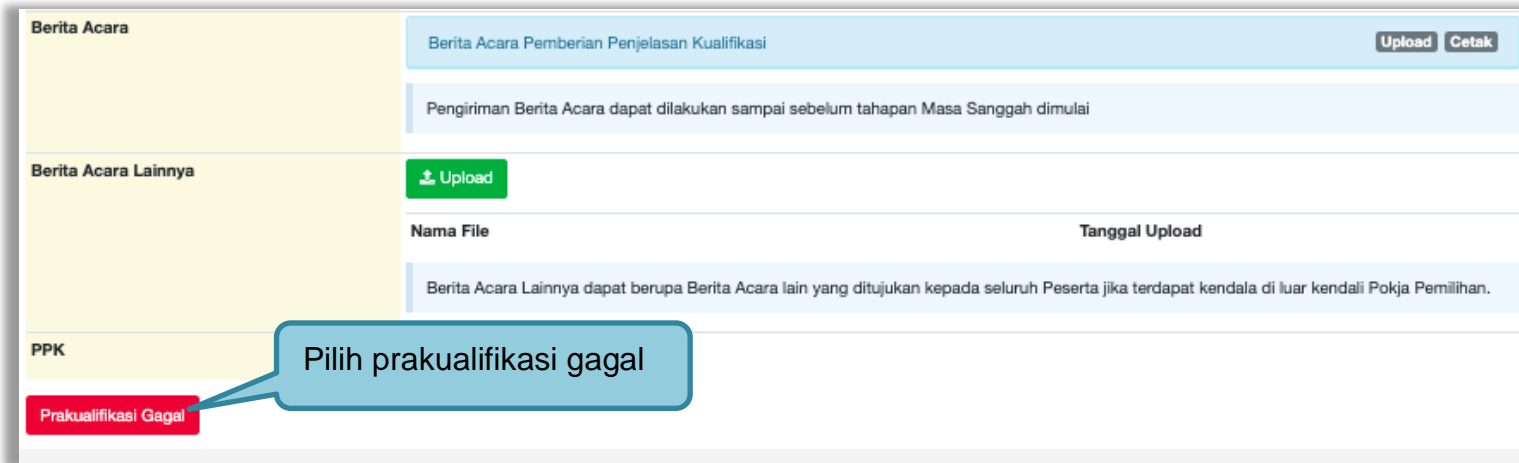 Berita Acara
Berita Acara Pemberian Penjelasan Kualifikasi Upload Cetak
Pengiriman Berita Acara dapat dilakukan sampai sebelum tahapan Masa Sanggah dimulai
Berita Acara Lainnya
Upload
Nama File Tanggal Upload
Berita Acara Lainnya dapat berupa Berita Acara lain yang ditujukan kepada seluruh Peserta jika terdapat kendala di luar kendali Pokja Pemilihan.
PPK
Pilih prakualifikasi gagal
Prakualifikasi Gagal